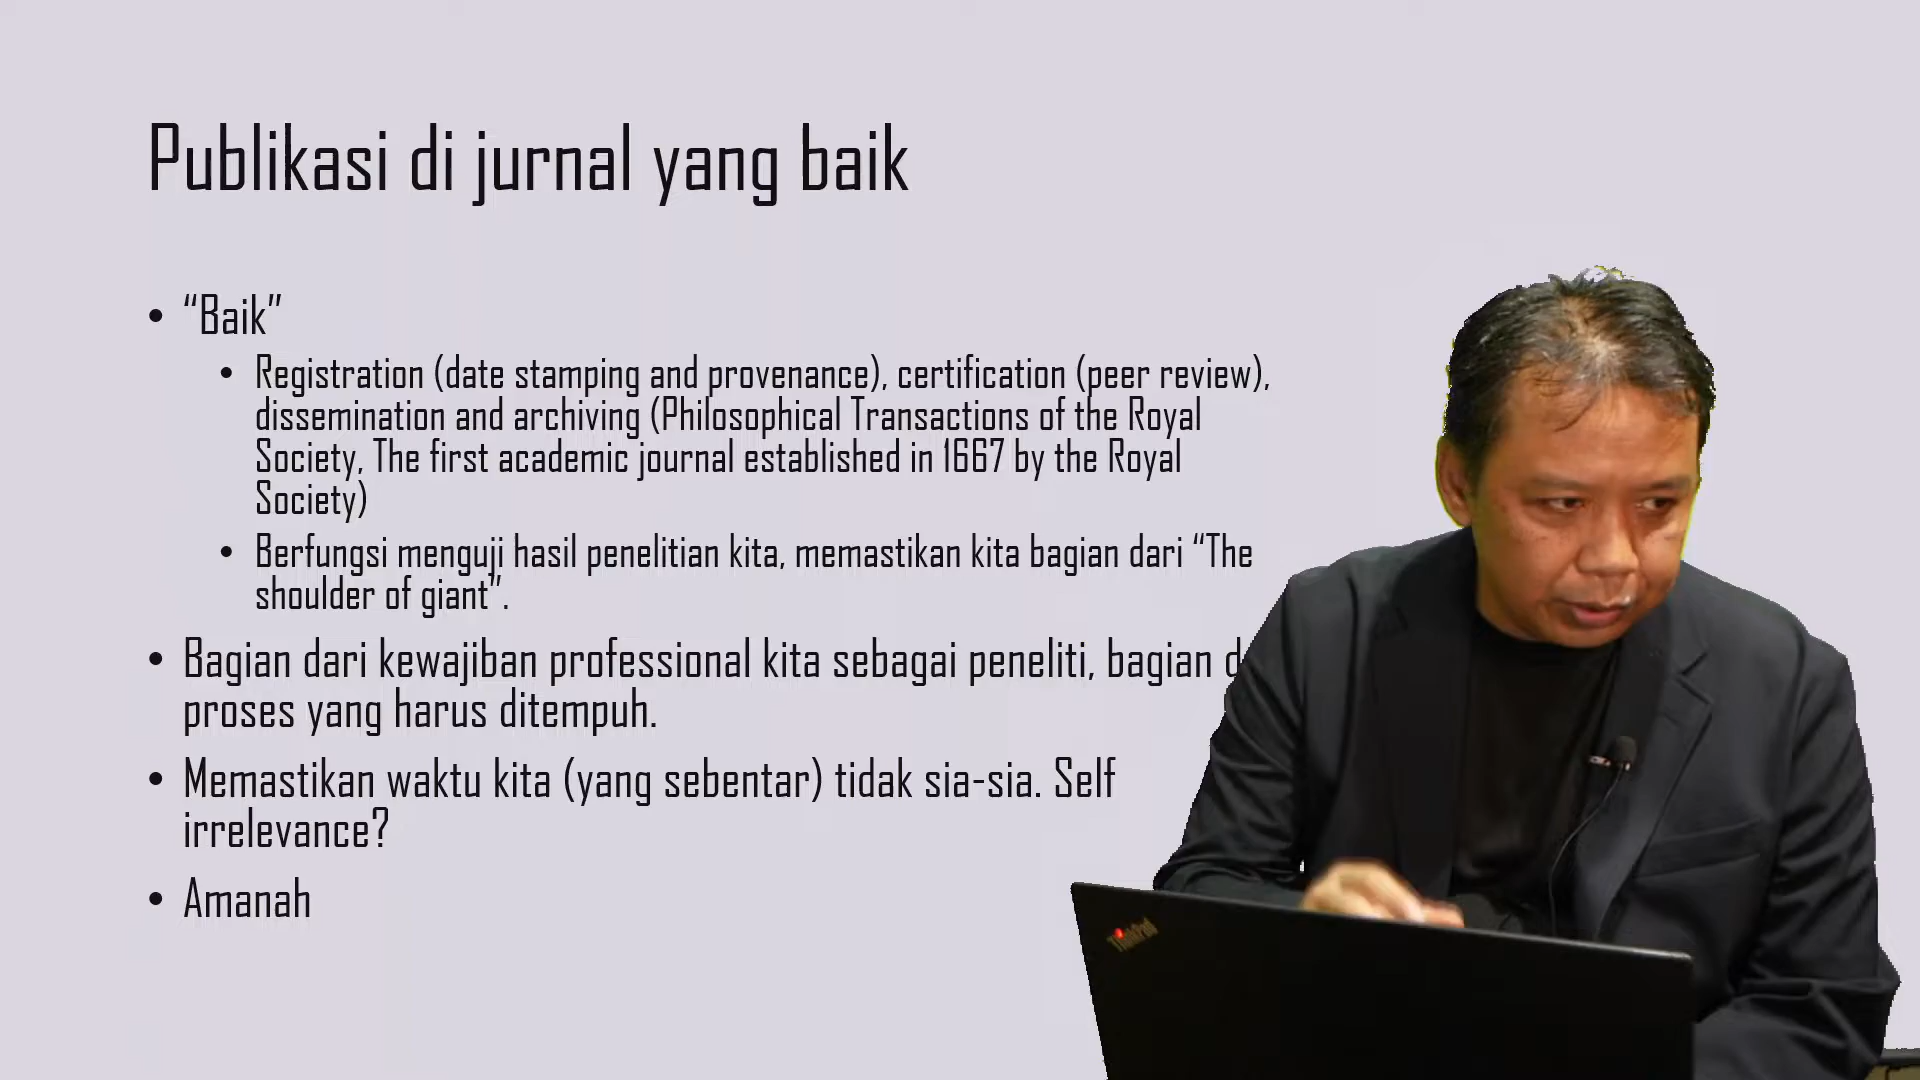 Publikasi di jurnal yang baik
• “Baik”
• Registration (date stamping and provenance), certification (peer review),
dissemination and archiving (Philosophical Transactions of the Royal
Society, The first academic journal established in 1667 by the Royal
Society)
• Berfungsi menguji hasil penelitian kita, memastikan kita bagian dari “The
shoulder of giant”.
• Bagian dari kewajiban professional kita sebagai peneliti, bagian
proses yang harus ditempuh.
• Memastikan waktu kita (yang sebentar) tidak sia-sia. Self
irrelevance?
• Amanah
ThinkPad